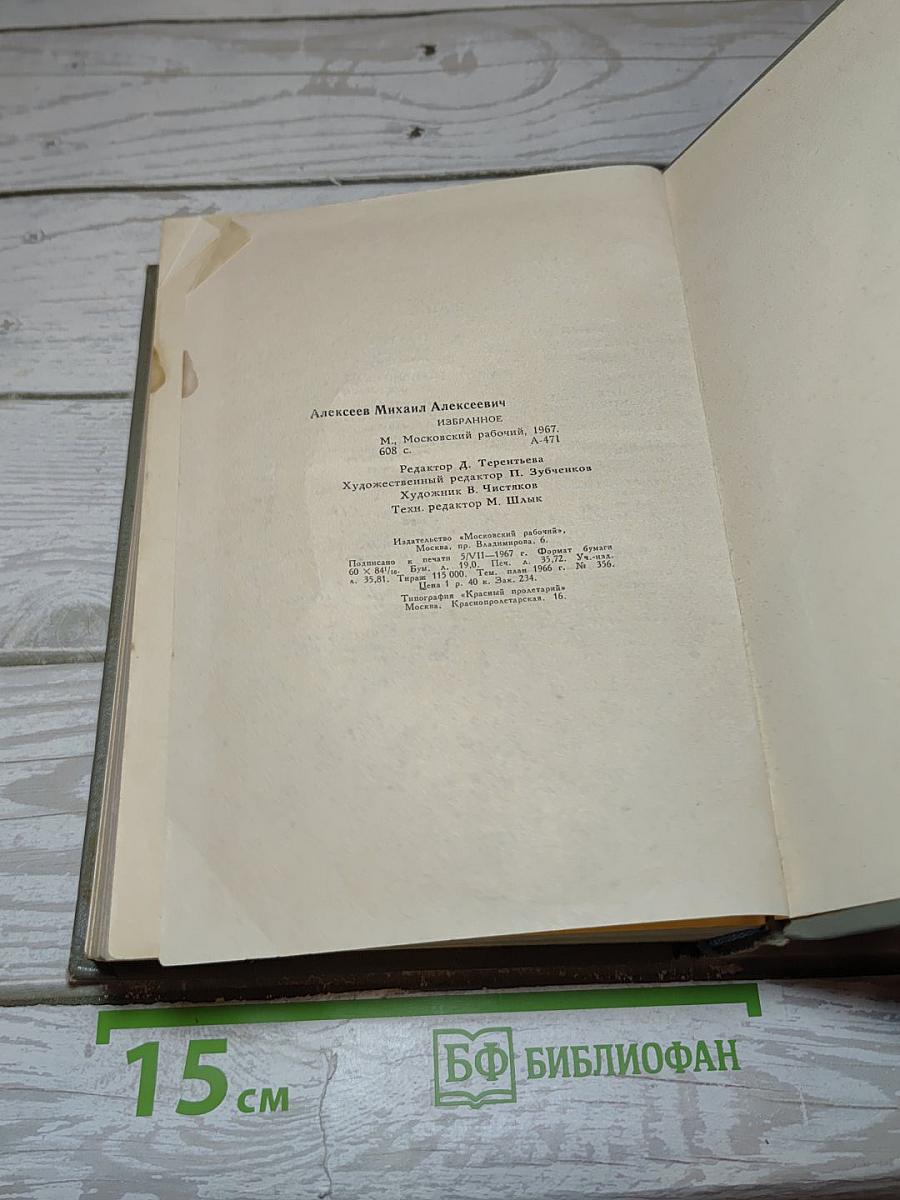 Алексеев Михаил Алексеевич
ИЗБРАННОЕ
М., Московский рабочий, 1967.
608 с. А-471
Редактор Д. Терентьева
Художественный редактор П. Зубченков
Художник В. Чистяков
Техн. редактор М. Шлык
Издательство «Московский рабочий»,
Москва, пр. Владимирова, 6.
Подписано к печати 5/VII—1967 г. Формат бумаги
60 × 84¹/₁₆. Бум. л. 19,0. Печ. л. 35,72. Уч.-изд.
л. 35,81. Тираж 115 000. Тем. план 1966 г. № 356.
Цена 1 р. 40 к. Зак. 234.
Типография «Красный пролетарий»
Москва, Краснопролетарская, 16.
15 см
БФ БИБЛИОФАН